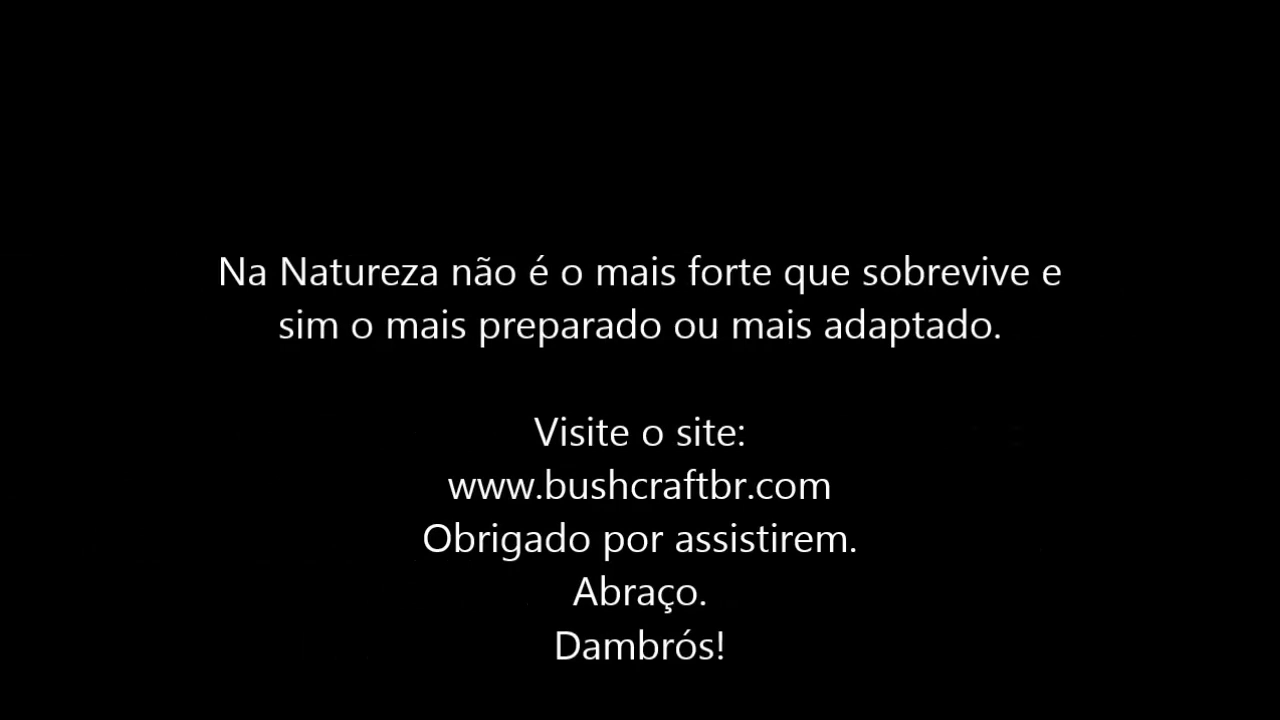 Na Natureza não é o mais forte que sobrevive e
sim o mais preparado ou mais adaptado.
Visite o site:
www.bushcraftbr.com
Obrigado por assistirem.
Abraço.
Dambrós!